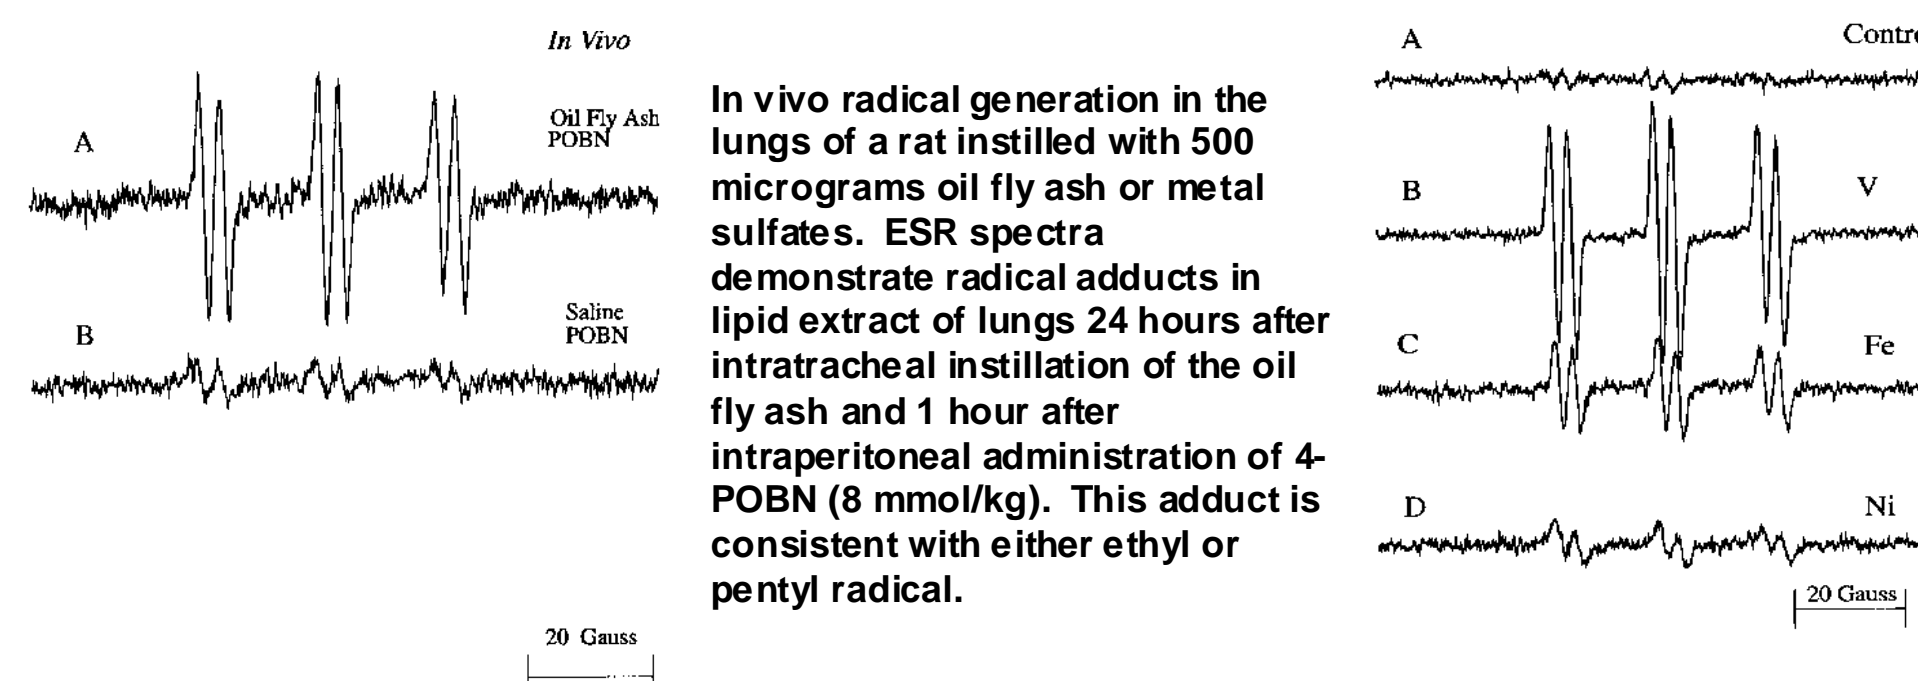 In Vivo
A
Oil Fly Ash
POBN
B
Saline
POBN
20 Gauss
In vivo radical generation in the
lungs of a rat instilled with 500
micrograms oil fly ash or metal
sulfates. ESR spectra
demonstrate radical adducts in
lipid extract of lungs 24 hours after
intratracheal instillation of the oil
fly ash and 1 hour after
intraperitoneal administration of 4-
POBN (8 mmol/kg). This adduct is
consistent with either ethyl or
pentyl radical.
A
Contro
B
V
C
Fe
D
Ni
20 Gauss